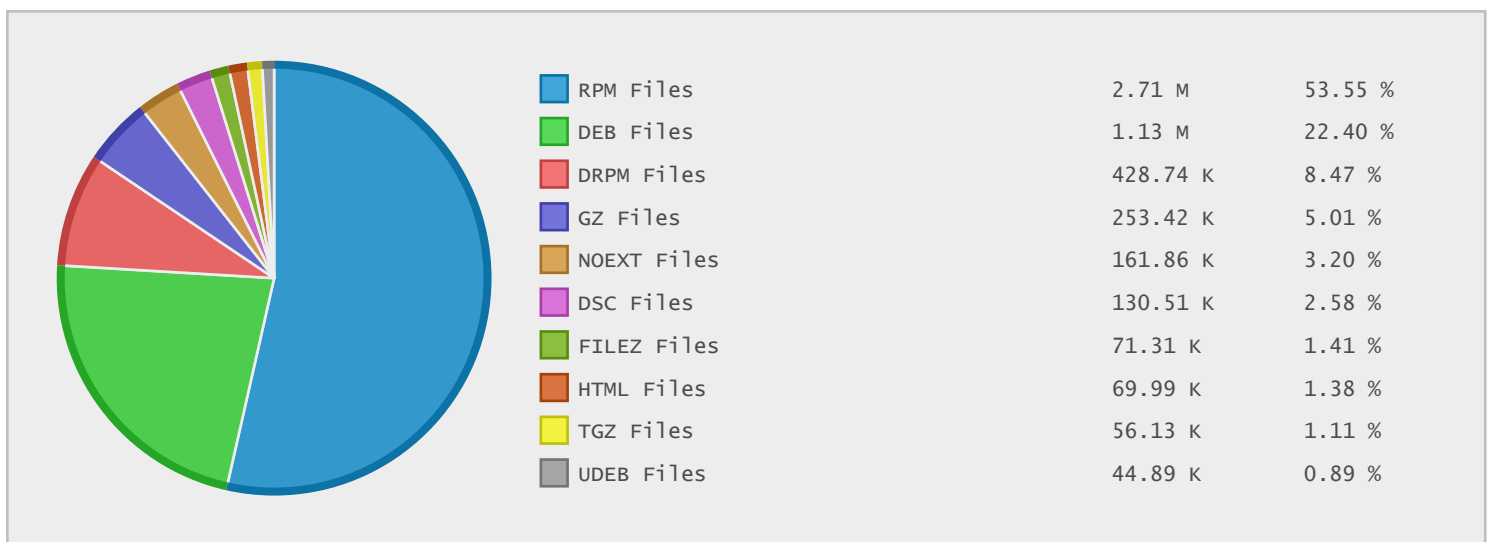 RPM Files 2.71 M 53.55 %
DEB Files 1.13 M 22.40 %
DRPM Files 428.74 K 8.47 %
GZ Files 253.42 K 5.01 %
NOEXT Files 161.86 K 3.20 %
DSC Files 130.51 K 2.58 %
FILEZ Files 71.31 K 1.41 %
HTML Files 69.99 K 1.38 %
TGZ Files 56.13 K 1.11 %
UDEB Files 44.89 K 0.89 %